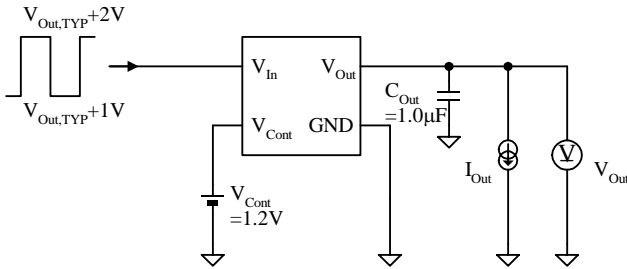 V_Out,TYP+2V
V_Out,TYP+1V
V_In
V_Out
V_Cont
GND
C_Out
=1.0μF
V_Cont
=1.2V
I_Out
V
V_Out